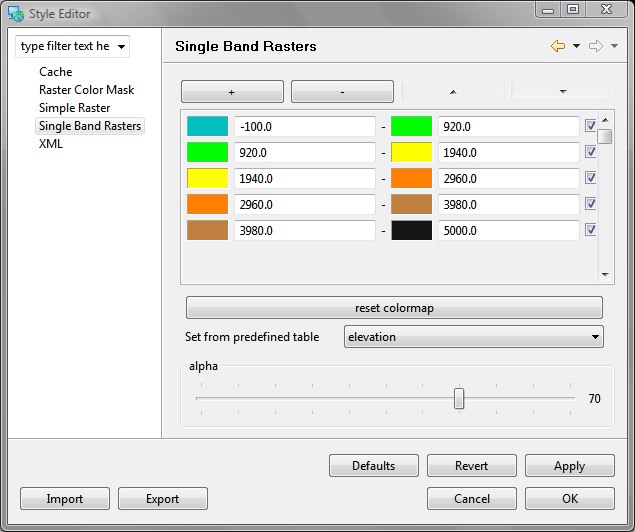 Style Editor
type filter text he
Cache
Raster Color Mask
Simple Raster
Single Band Rasters
XML
Single Band Rasters
+ -
-100.0 - 920.0
920.0 - 1940.0
1940.0 - 2960.0
2960.0 - 3980.0
3980.0 - 5000.0
reset colormap
Set from predefined table elevation
alpha
70
Defaults Revert Apply
Import Export Cancel OK